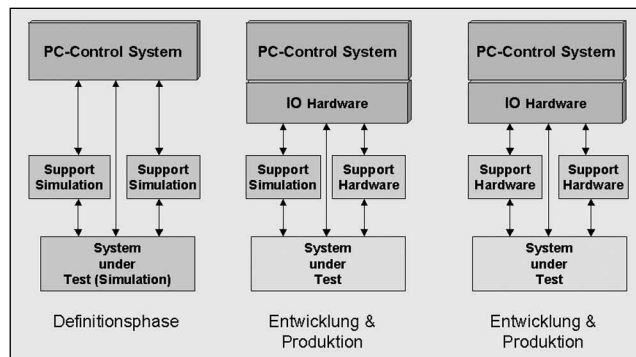 PC-Control System
Support
Simulation
Support
Simulation
System
under
Test (Simulation)
Definitionsphase
PC-Control System
IO Hardware
Support
Simulation
Support
Hardware
System
under
Test
Entwicklung &
Produktion
PC-Control System
IO Hardware
Support
Hardware
Support
Hardware
System
under
Test
Entwicklung &
Produktion